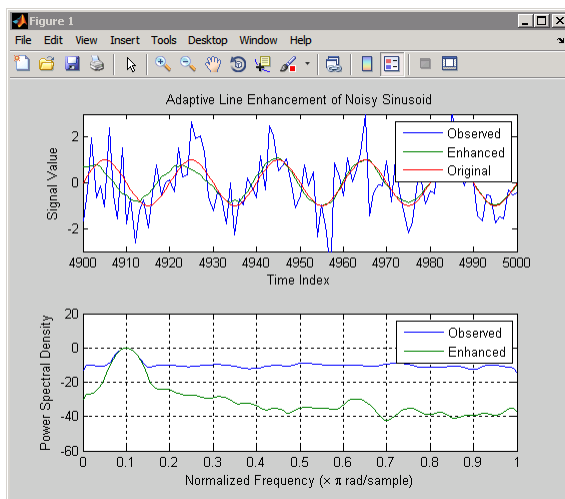 Figure 1
File Edit View Insert Tools Desktop Window Help
Adaptive Line Enhancement of Noisy Sinusoid
Signal Value
2
0
-2
Observed
Enhanced
Original
4900 4910 4920 4930 4940 4950 4960 4970 4980 4990 5000
Time Index
Power Spectral Density
20
0
-20
-40
-60
Observed
Enhanced
0 0.1 0.2 0.3 0.4 0.5 0.6 0.7 0.8 0.9 1
Normalized Frequency (× π rad/sample)